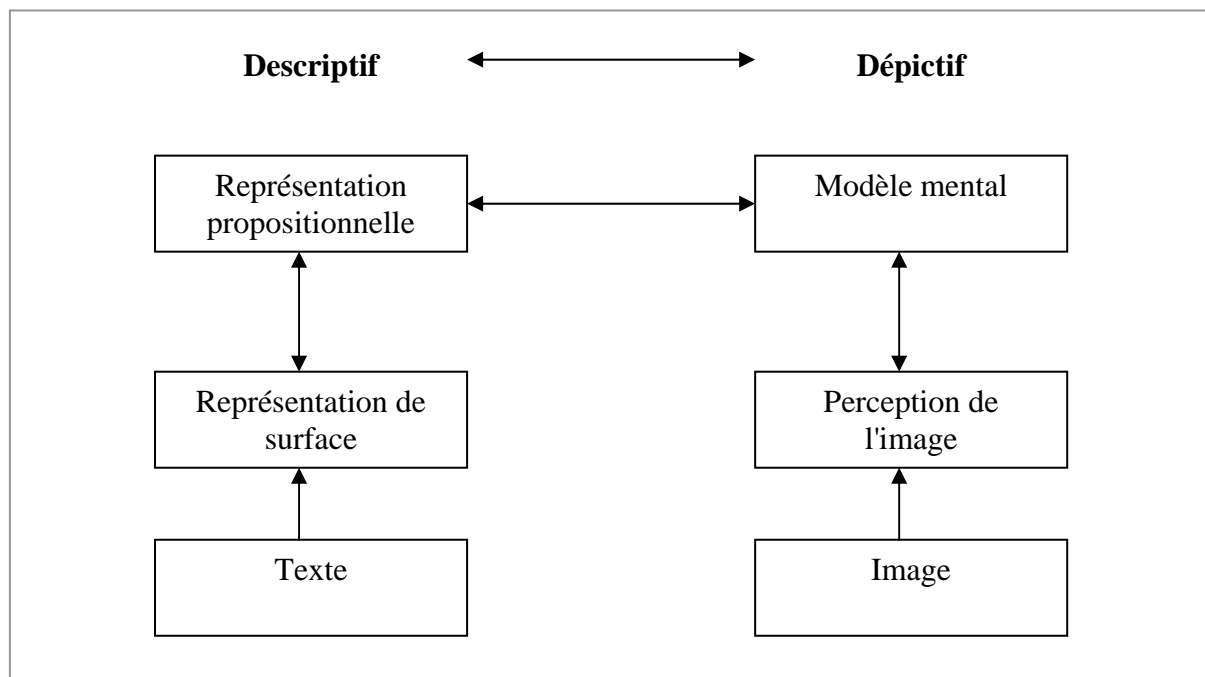 Descriptif
Dépictif
Représentation
propositionnelle
Modèle mental
Représentation de
surface
Perception de
l'image
Texte
Image